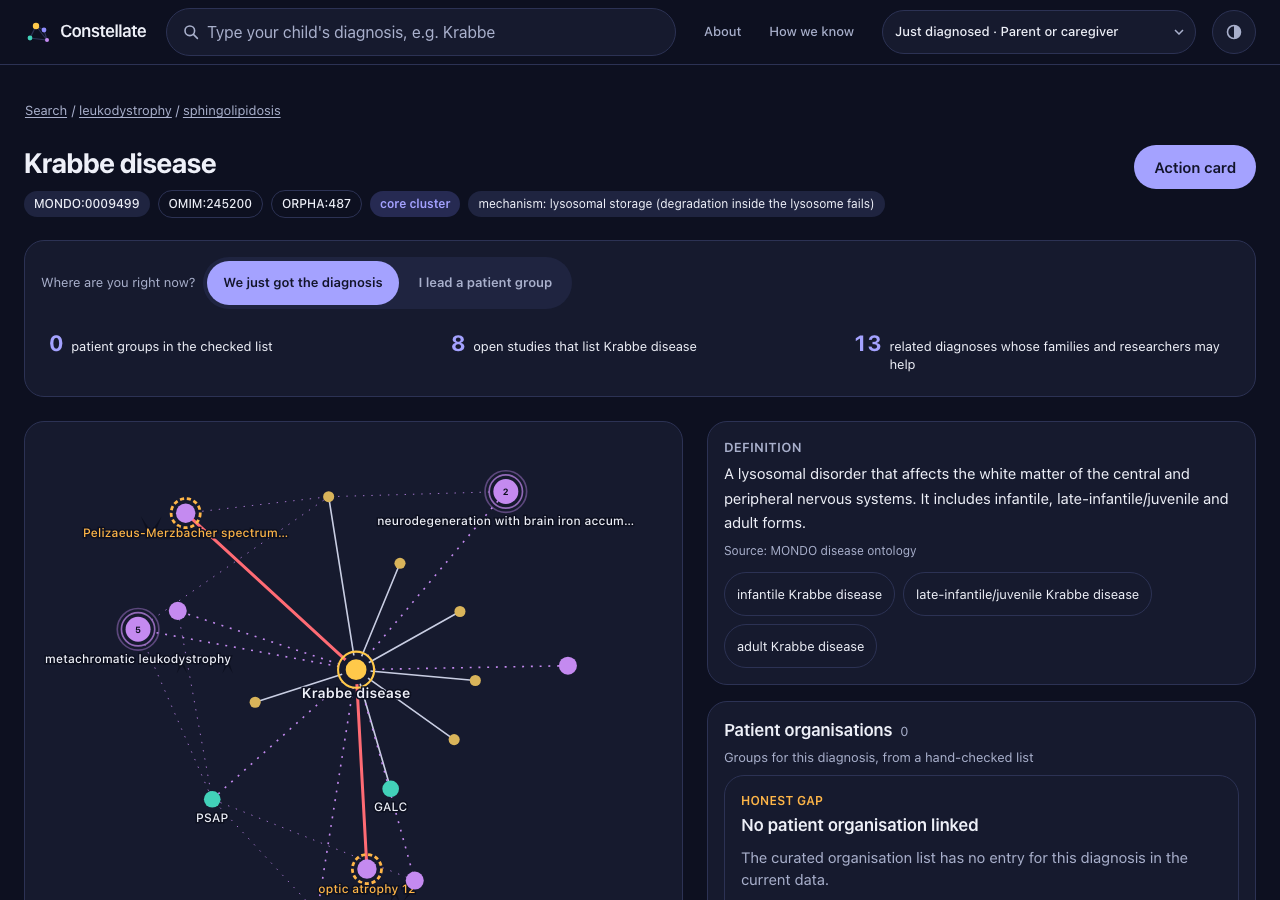 Constellate
Type your child's diagnosis, e.g. Krabbe
About
How we know
Just diagnosed · Parent or caregiver
Search / leukodystrophy / sphingolipidosis
Krabbe disease
Action card
MONDO:0009499
OMIM:245200
ORPHA:487
core cluster
mechanism: lysosomal storage (degradation inside the lysosome fails)
Where are you right now?
We just got the diagnosis
I lead a patient group
0 patient groups in the checked list
8 open studies that list Krabbe disease
13 related diagnoses whose families and researchers may
help
2
neurodegeneration with brain iron accum...
Pelizaeus-Merzbacher spectrum...
5
metachromatic leukodystrophy
Krabbe disease
GALC
PSAP
optic atrophy 12
DEFINITION
A lysosomal disorder that affects the white matter of the central and
peripheral nervous systems. It includes infantile, late-infantile/juvenile and
adult forms.
Source: MONDO disease ontology
infantile Krabbe disease
late-infantile/juvenile Krabbe disease
adult Krabbe disease
Patient organisations 0
Groups for this diagnosis, from a hand-checked list
HONEST GAP
No patient organisation linked
The curated organisation list has no entry for this diagnosis in the
current data.